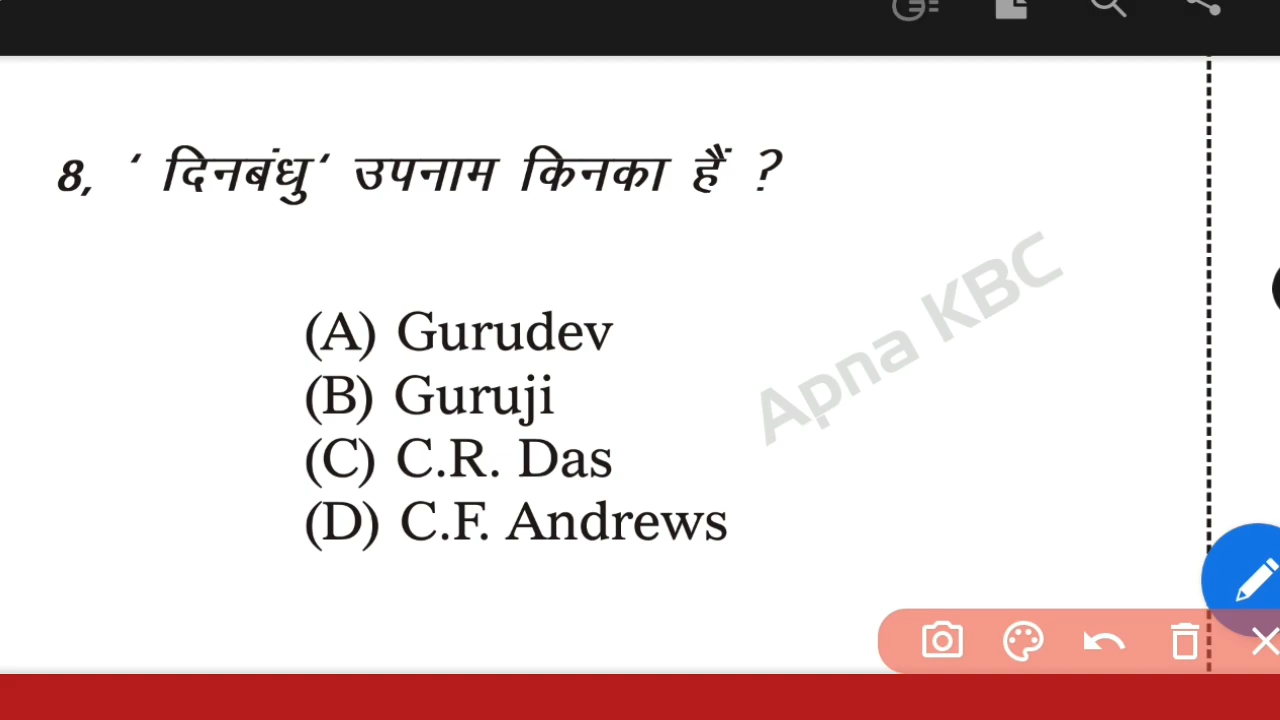 8, ' दिनबंधु' उपनाम किनका हैं ?
(A) Gurudev
(B) Guruji
(C) C.R. Das
(D) C.F. Andrews
Apna KBC